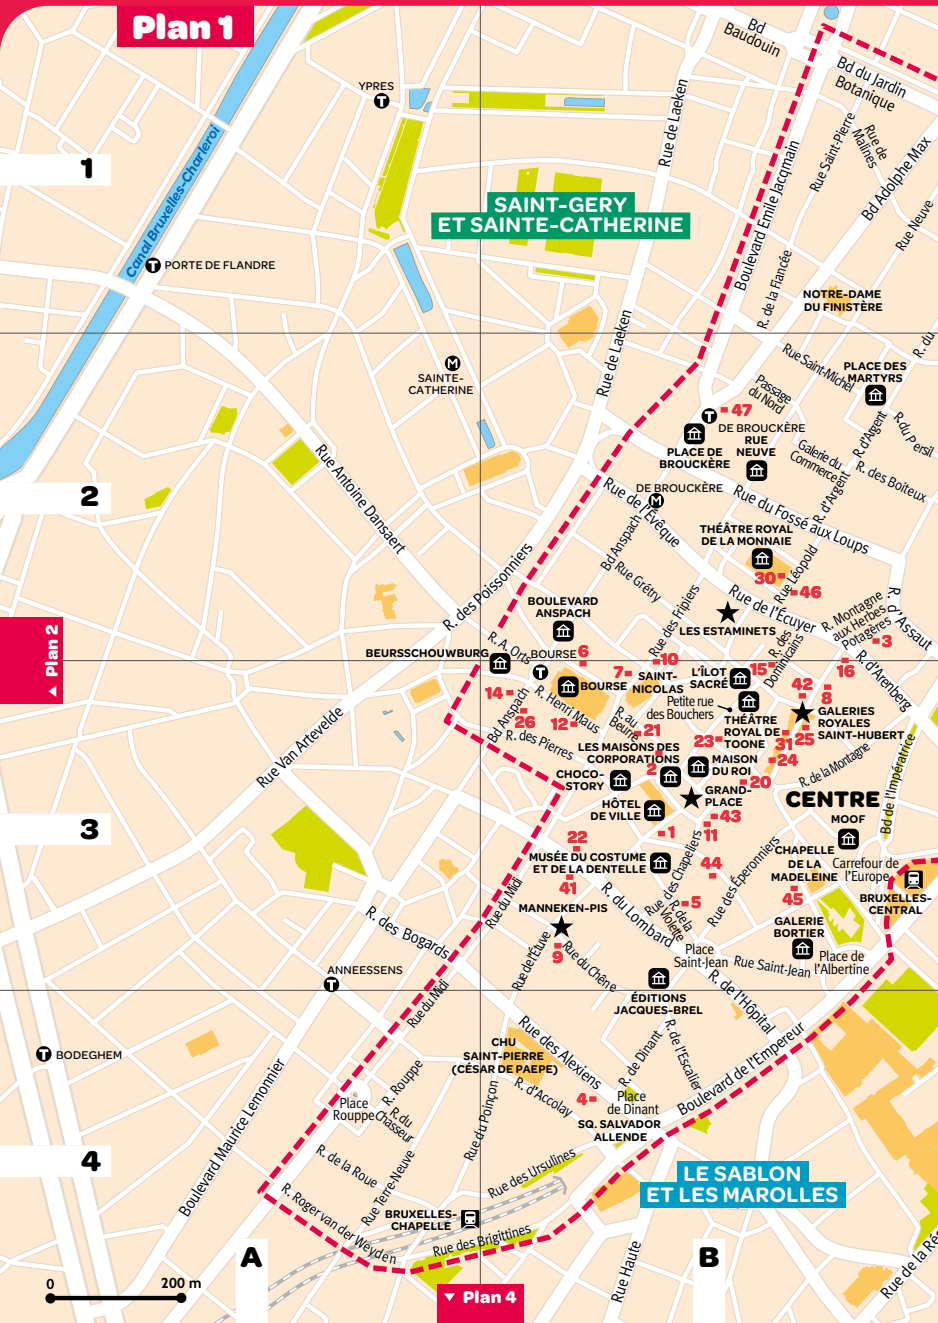 Plan 1
Bd
Baudouin
Bd du Jardin
Botanique
YPRES
Rue de Laeken
Rue Saint-Pierre
Rue de
Malines
Bd Adolphe Max
Canal Bruxelles-Charleroi
1
Boulevard Emile Jacqmain
Rue Neuve
SAINT-GERY
ET SAINTE-CATHERINE
PORTE DE FLANDRE
R. de la Fiancée
NOTRE-DAME
DU FINISTÈRE
Rue de Laeken
R. du
Rue Saint-Michel
PLACE DES
MARTYRS
SAINTE-
CATHERINE
Passage
du Nord
47
DE BROUCKÈRE
PLACE DE
BROUCKÈRE
RUE
NEUVE
R. d'Argent
R. du Persil
Galerie du
Commerce
R. des Boiteux
Rue Antoine Dansaert
2
DE BROUCKÈRE
Rue de l'Évêque
R. d'Argent
Rue du Fossé aux Loups
Bd Anspach
THÉÂTRE ROYAL
DE LA MONNAIE
30
Rue Léopold
46
Rue Grétry
R. des Poissonniers
Rue des Fripiers
Rue de l'Écuyer
R. Montagne
aux Herbes
Potagères
R. d'Assaut
BOULEVARD
ANSPACH
LES ESTAMINETS
3
Plan 2
BEURSSCHOUWBURG
R. A. Orts
BOURSE
6
10
R. des
Dominicains
15
16
R. d'Arenberg
7
SAINT-
NICOLAS
L'ÎLOT
SACRÉ
42
8
14
BOURSE
Petite rue
des Bouchers
GALERIES
ROYALES
SAINT-HUBERT
26
Bd Anspach
R. Henri Maus
12
R. au
Beurre
21
23
THÉÂTRE
ROYAL DE
TOONE
31
25
R. des Pierres
LES MAISONS DES
CORPORATIONS
24
Rue Van Artevelde
2
MAISON
DU ROI
R. de la Montagne
Bd de l'Impératrice
CHOCO-
STORY
20
GRAND-
PLACE
CENTRE
HÔTEL
DE VILLE
43
MOOF
3
1
11
22
Rue des Chapeliers
Rue des Éperonniers
CHAPELLE
DE LA
MADELEINE
Carrefour de
l'Europe
MUSÉE DU COSTUME
ET DE LA DENTELLE
44
41
45
BRUXELLES-
CENTRAL
Rue du Midi
R. du Lombard
5
R. de la
Violette
MANNEKEN-PIS
GALERIE
BORTIER
R. des Bogards
9
Rue de l'Étuve
Rue du Chêne
Place
Saint-Jean
Rue Saint-Jean
Place de
l'Albertine
ANNEESSENS
Rue du Midi
ÉDITIONS
JACQUES-BREL
R. de l'Hôpital
BODEGHEM
CHU
SAINT-PIERRE
(CÉSAR DE PAEPE)
Rue des Alexiens
R. de Dinant
R. de l'Escalier
Boulevard de l'Empereur
Boulevard Maurice Lemonnier
Place
Rouppe
R. Rouppe
R. du
Chasseur
R. d'Accolay
4
Place
de Dinant
SQ. SALVADOR
ALLENDE
Rue du Poinçon
4
R. de la Roue
Rue Terre-Neuve
Rue des Ursulines
LE SABLON
ET LES MAROLLES
R. Roger van der Weyden
BRUXELLES-
CHAPELLE
Rue des Brigittines
A
B
Rue Haute
Rue de la Ré
0
200 m
Plan 4